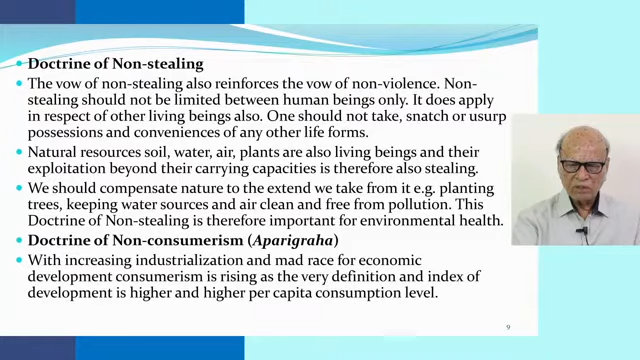 Doctrine of Non-stealing
The vow of non-stealing also reinforces the vow of non-violence. Non-
stealing should not be limited between human beings only. It does apply
in respect of other living beings also. One should not take, snatch or usurp
possessions and conveniences of any other life forms.
Natural resources soil, water, air, plants are also living beings and their
exploitation beyond their carrying capacities is therefore also stealing.
We should compensate nature to the extend we take from it e.g. planting
trees, keeping water sources and air clean and free from pollution. This
Doctrine of Non-Stealing is therefore important for environmental health.
Doctrine of Non-consumerism (Aparigraha)
With increasing industrialization and mad race for economic
development consumerism is rising as the very definition and index of
development is higher and higher per capita consumption level.
9